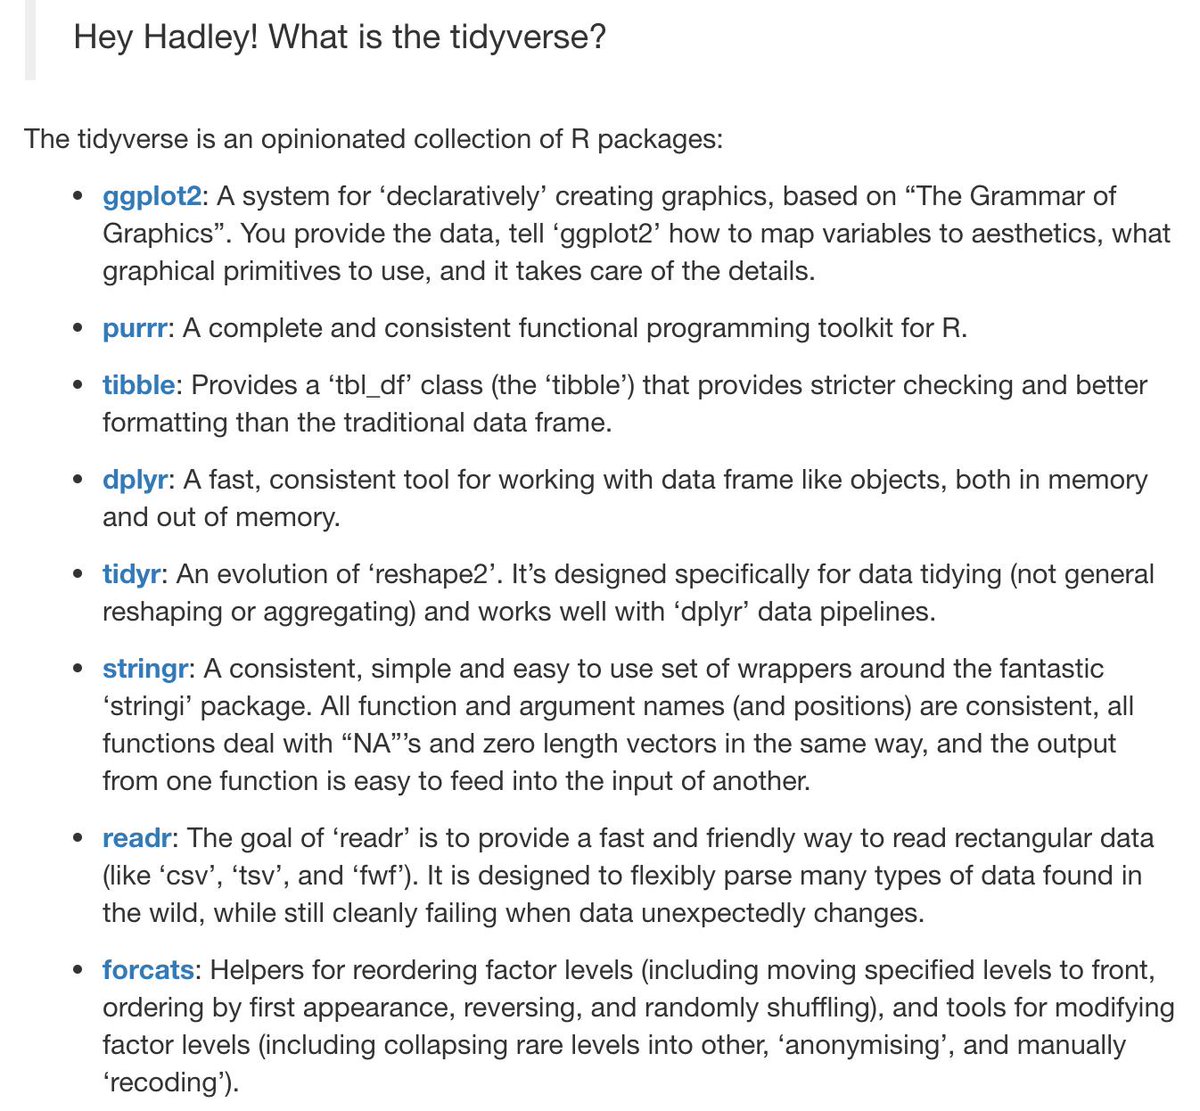 Hey Hadley! What is the tidyverse?
The tidyverse is an opinionated collection of R packages:
• ggplot2: A system for ‘declaratively’ creating graphics, based on “The Grammar of
Graphics”. You provide the data, tell ‘ggplot2’ how to map variables to aesthetics, what
graphical primitives to use, and it takes care of the details.
• purrr: A complete and consistent functional programming toolkit for R.
• tibble: Provides a ‘tbl_df’ class (the ‘tibble’) that provides stricter checking and better
formatting than the traditional data frame.
• dplyr: A fast, consistent tool for working with data frame like objects, both in memory
and out of memory.
• tidyr: An evolution of ‘reshape2’. It’s designed specifically for data tidying (not general
reshaping or aggregating) and works well with ‘dplyr’ data pipelines.
• stringr: A consistent, simple and easy to use set of wrappers around the fantastic
‘stringi’ package. All function and argument names (and positions) are consistent, all
functions deal with “NA”’s and zero length vectors in the same way, and the output
from one function is easy to feed into the input of another.
• readr: The goal of ‘readr’ is to provide a fast and friendly way to read rectangular data
(like ‘csv’, ‘tsv’, and ‘fwf’). It is designed to flexibly parse many types of data found in
the wild, while still cleanly failing when data unexpectedly changes.
• forcats: Helpers for reordering factor levels (including moving specified levels to front,
ordering by first appearance, reversing, and randomly shuffling), and tools for modifying
factor levels (including collapsing rare levels into other, ‘anonymising’, and manually
‘recoding’).